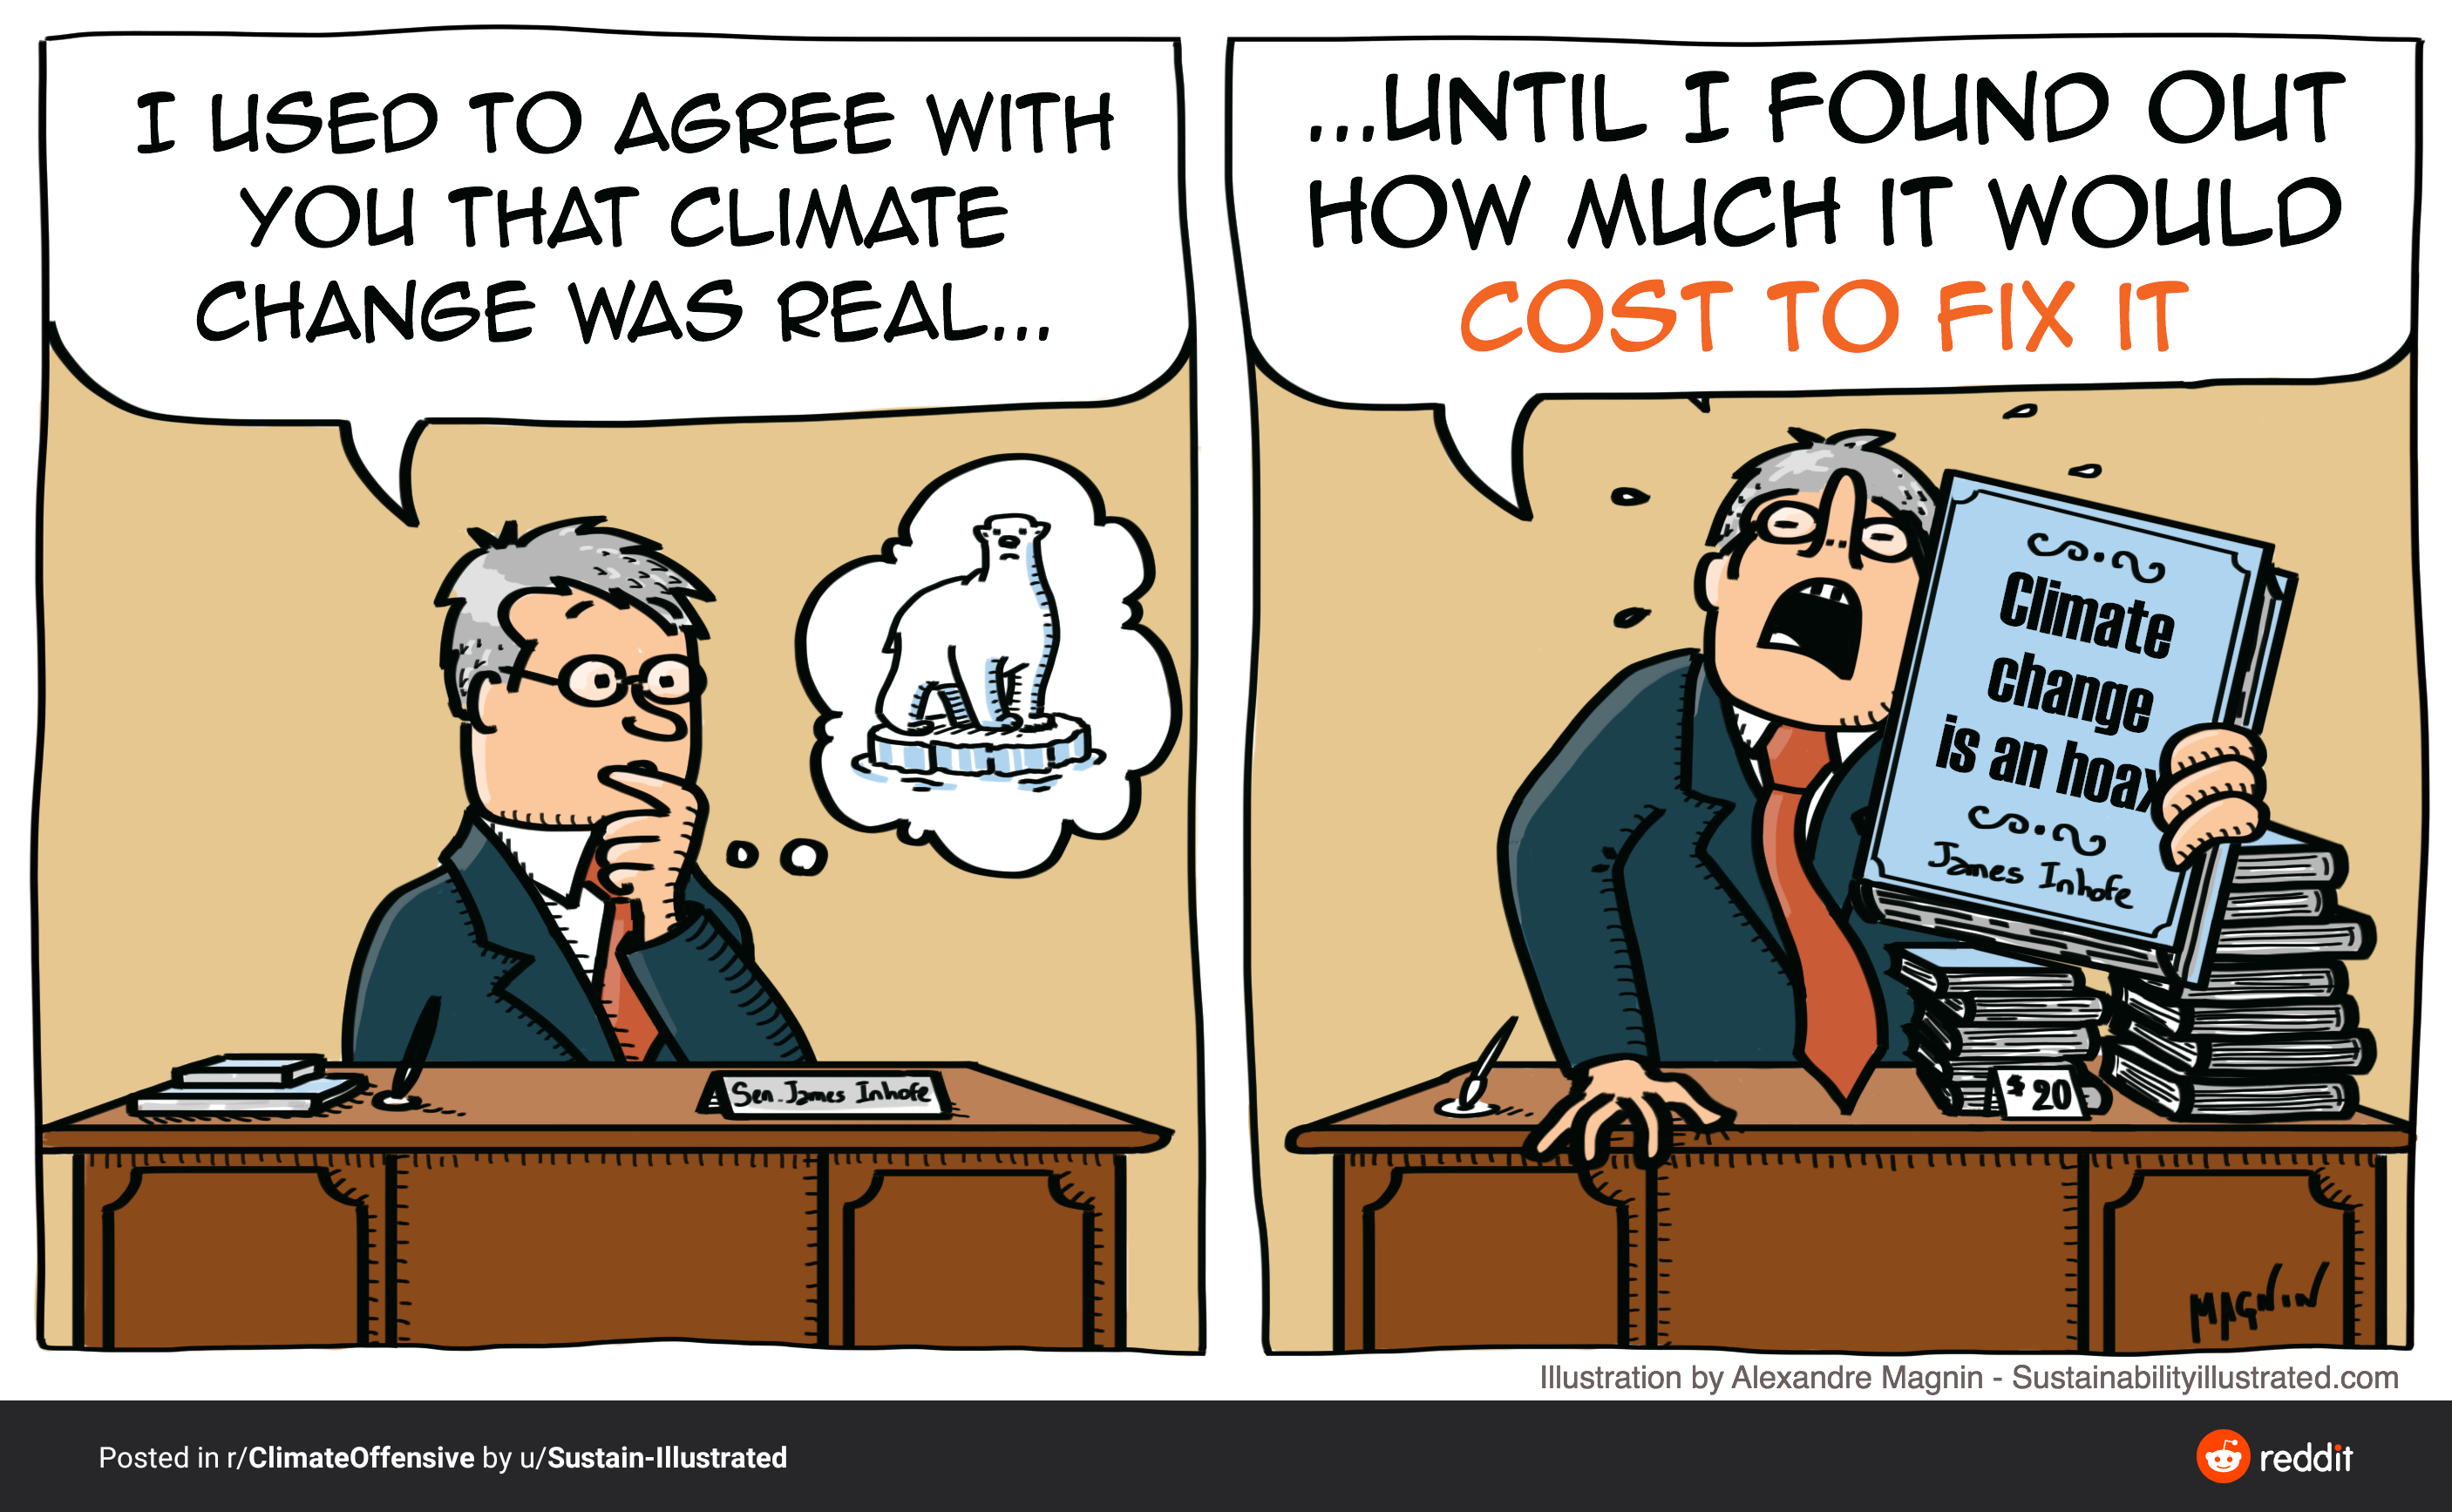 I USED TO AGREE WITH
YOU THAT CLIMATE
CHANGE WAS REAL...
...UNTIL I FOUND OUT
HOW MUCH IT WOULD
COST TO FIX IT
Sen. James Inhofe
Climate
change
is an hoax
James Inhofe
$20
MAGNIN
Illustration by Alexandre Magnin - Sustainabilityillustrated.com
Posted in r/ClimateOffensive by u/Sustain-Illustrated
reddit